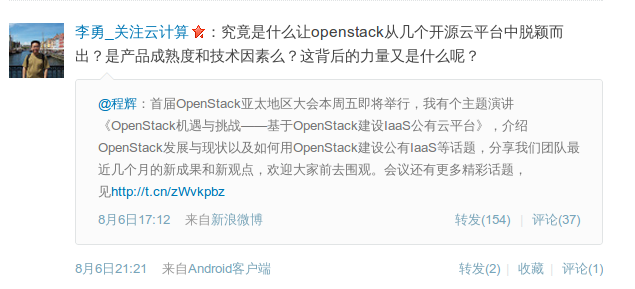 李勇_关注云计算：究竟是什么让openstack从几个开源云平台中脱颖而
出？是产品成熟度和技术因素么？这背后的力量又是什么呢？
@程辉：首届OpenStack亚太地区大会本周五即将举行，我有个主题演讲
《OpenStack机遇与挑战——基于OpenStack建设IaaS公有云平台》，介绍
OpenStack发展与现状以及如何用OpenStack建设公有IaaS等话题，分享我们团队最
近几个月的新成果和新观点，欢迎大家前去围观。会议还有更多精彩话题，
见http://t.cn/zWvkpbz
8月6日17:12 来自新浪微博 转发(154) | 评论(37)
8月6日21:21 来自Android客户端 转发(2) | 收藏 | 评论(1)